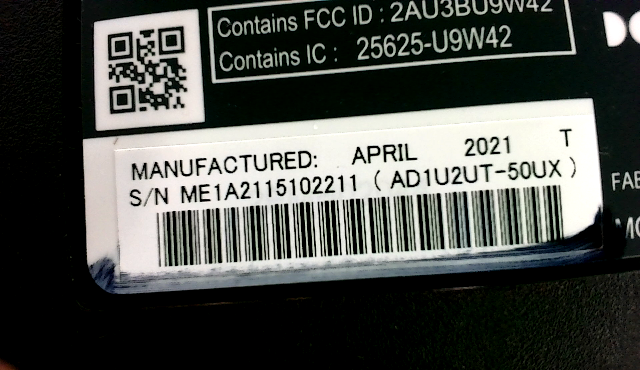 Contains FCC ID : 2AU3BU9W42
Contains IC : 25625-U9W42
MANUFACTURED: APRIL 2021 T
S/N ME1A2115102211 ( AD1U2UT-50UX )